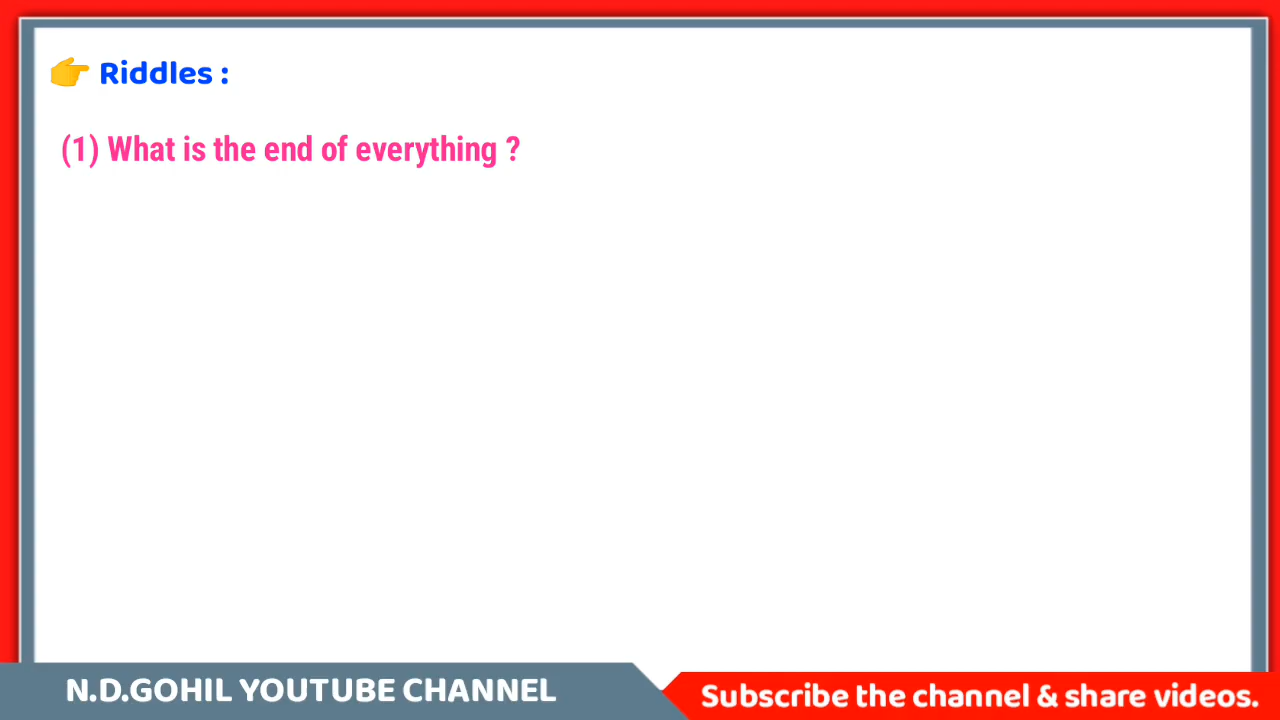 👉 Riddles :
(1) What is the end of everything ?
N.D.GOHIL YOUTUBE CHANNEL
Subscribe the channel & share videos.